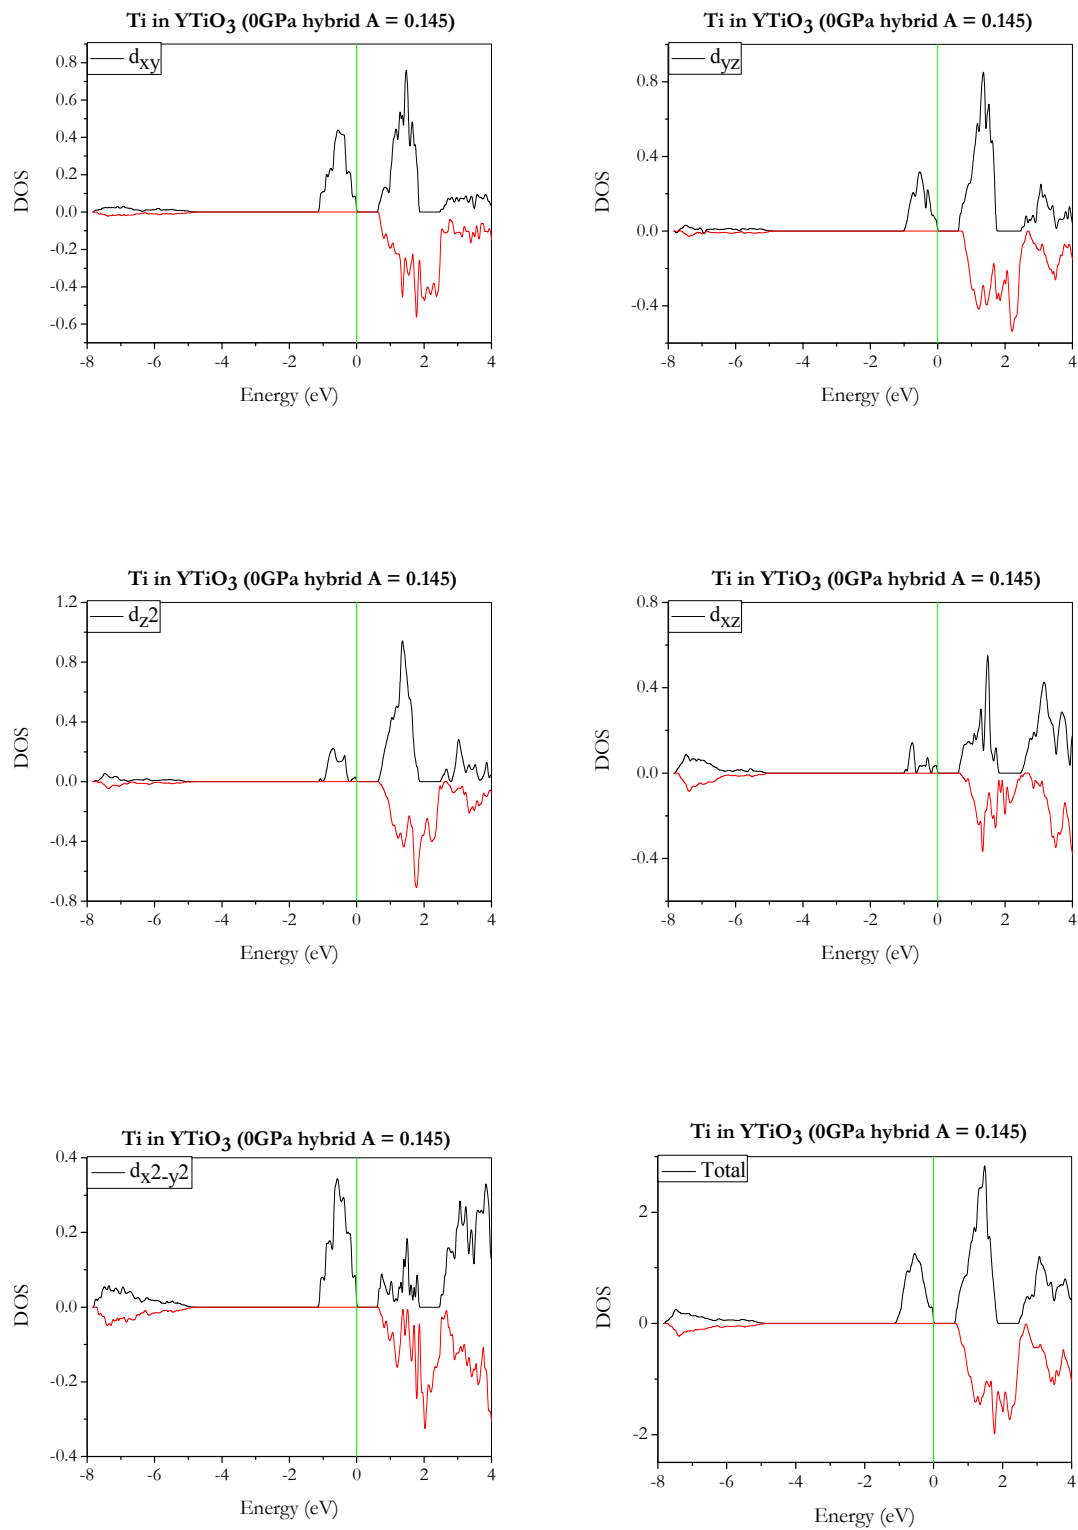 Ti in YTiO3 (0GPa hybrid A = 0.145)
dxy
0.8
0.6
0.4
0.2
0.0
-0.2
-0.4
-0.6
DOS
-8 -6 -4 -2 0 2 4
Energy (eV)
Ti in YTiO3 (0GPa hybrid A = 0.145)
dyz
0.8
0.4
0.0
-0.4
DOS
-8 -6 -4 -2 0 2 4
Energy (eV)
Ti in YTiO3 (0GPa hybrid A = 0.145)
dz2
1.2
0.8
0.4
0.0
-0.4
-0.8
DOS
-8 -6 -4 -2 0 2 4
Energy (eV)
Ti in YTiO3 (0GPa hybrid A = 0.145)
dxz
0.8
0.4
0.0
-0.4
DOS
-8 -6 -4 -2 0 2 4
Energy (eV)
Ti in YTiO3 (0GPa hybrid A = 0.145)
dx2-y2
0.4
0.2
0.0
-0.2
-0.4
DOS
-8 -6 -4 -2 0 2 4
Energy (eV)
Ti in YTiO3 (0GPa hybrid A = 0.145)
Total
2
0
-2
DOS
-8 -6 -4 -2 0 2 4
Energy (eV)